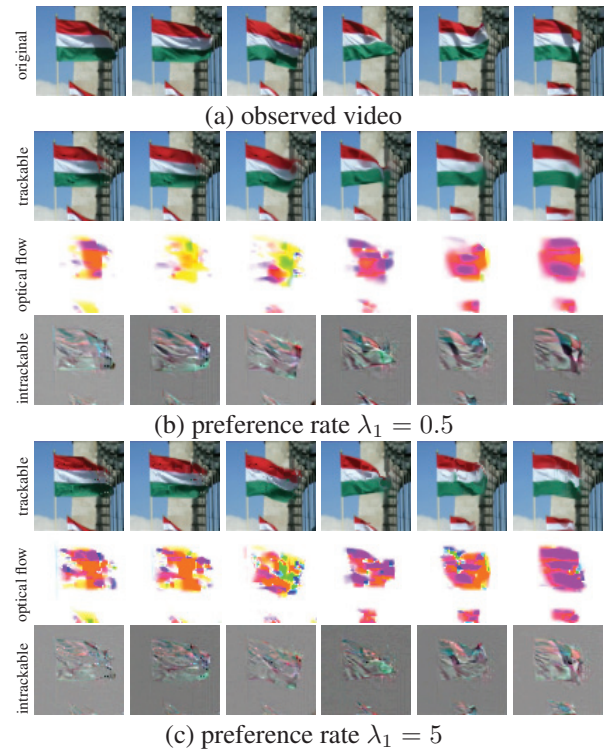 original
(a) observed video
trackable
optical flow
intrackable
(b) preference rate λ₁ = 0.5
trackable
optical flow
intrackable
(c) preference rate λ₁ = 5